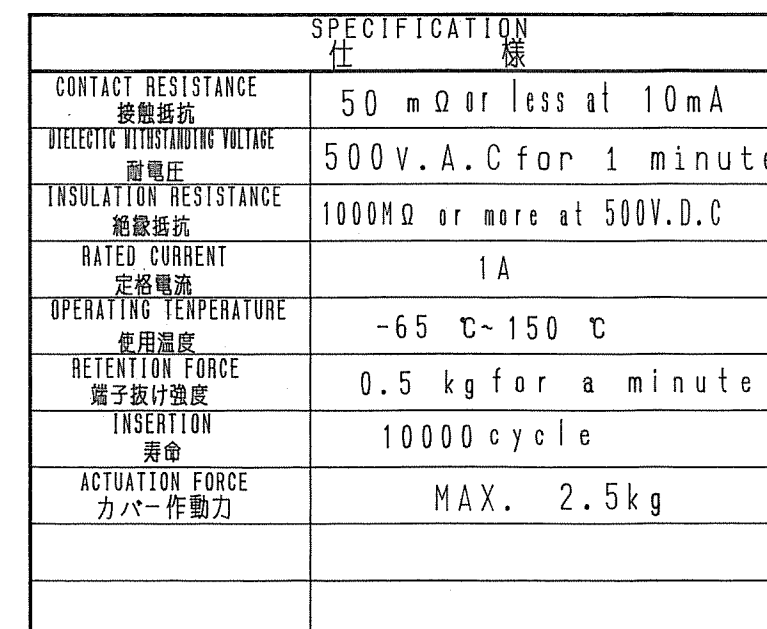 SPECIFICATION
仕 様
CONTACT RESISTANCE
接触抵抗
50 mΩ or less at 10mA
DIELECTIC WITHSTANDING VOLTAGE
耐電圧
500V.A.C for 1 minute
INSULATION RESISTANCE
絶縁抵抗
1000MΩ or more at 500V.D.C
RATED CURRENT
定格電流
1A
OPERATING TENPERATURE
使用温度
-65 ℃~150 ℃
RETENTION FORCE
端子抜け強度
0.5 kg for a minute
INSERTION
寿命
10000 cycle
ACTUATION FORCE
カバー作動力
MAX. 2.5kg